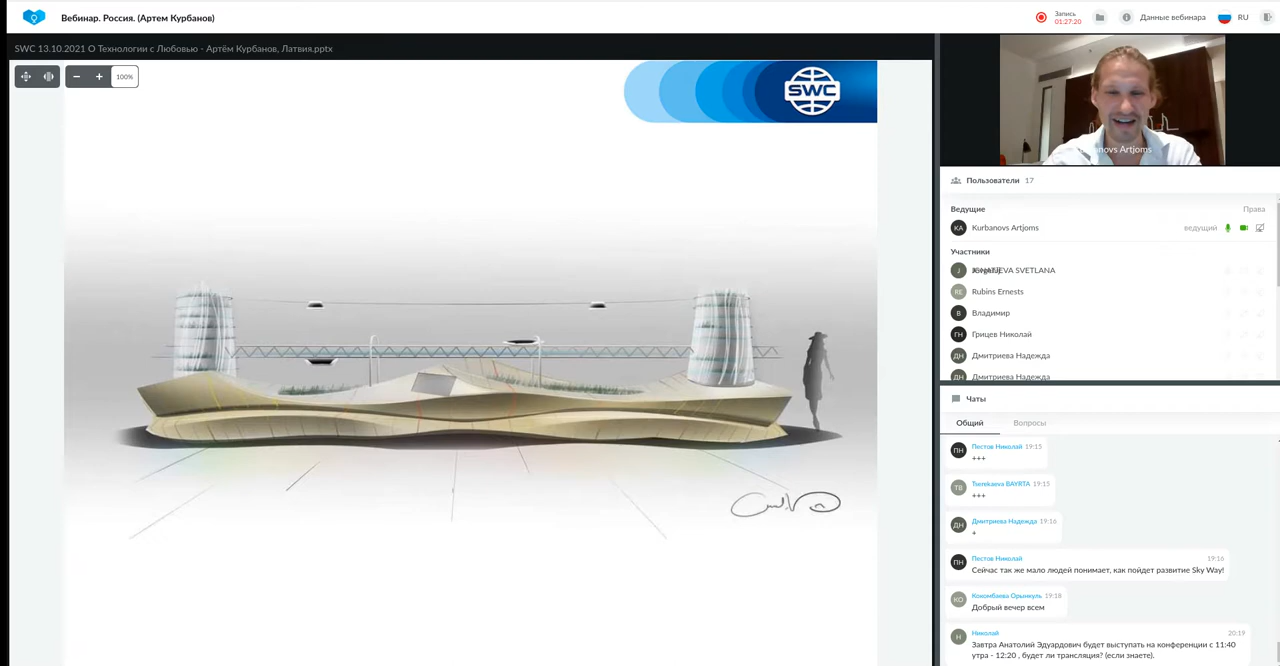 Вебинар. Россия. (Артем Курбанов)
Запись
01:27:20
Данные вебинара
RU
SWC 13.10.2021 О Технологии с Любовью - Артём Курбанов, Латвия.pptx
100%
SWC
Artjoms
Пользователи 17
Ведущие
Права
KA
Kurbanovs Artjoms
ведущий
Участники
J
SVETLANA
RE
Rubins Ernests
В
Владимир
ГН
Грицев Николай
ДН
Дмитриева Надежда
ДН
Дмитриева Надежда
Чаты
Общий
Вопросы
ПН
Пестов Николай 19:15
+++
TB
Tserekaeva BAYRTA 19:15
+++
ДН
Дмитриева Надежда 19:16
+
ПН
Пестов Николай 19:16
Сейчас так же мало людей понимает, как пойдет развитие Sky Way!
КО
Кокомбаева Орынкуль 19:18
Добрый вечер всем
Н
Николай 20:19
Завтра Анатолий Эдуардович будет выступать на конференции с 11:40
утра - 12:20 , будет ли трансляция? (если знаете).